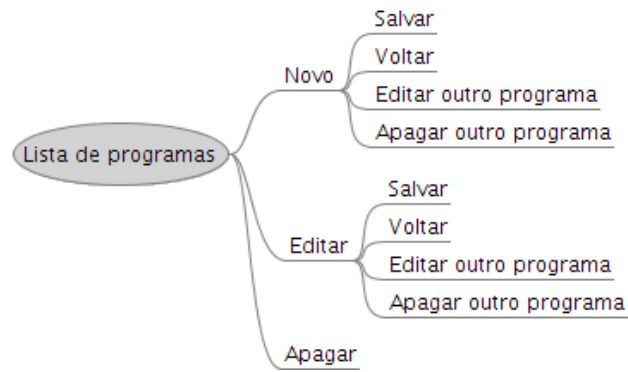 Lista de programas
Novo
Salvar
Voltar
Editar outro programa
Apagar outro programa
Editar
Salvar
Voltar
Editar outro programa
Apagar outro programa
Apagar